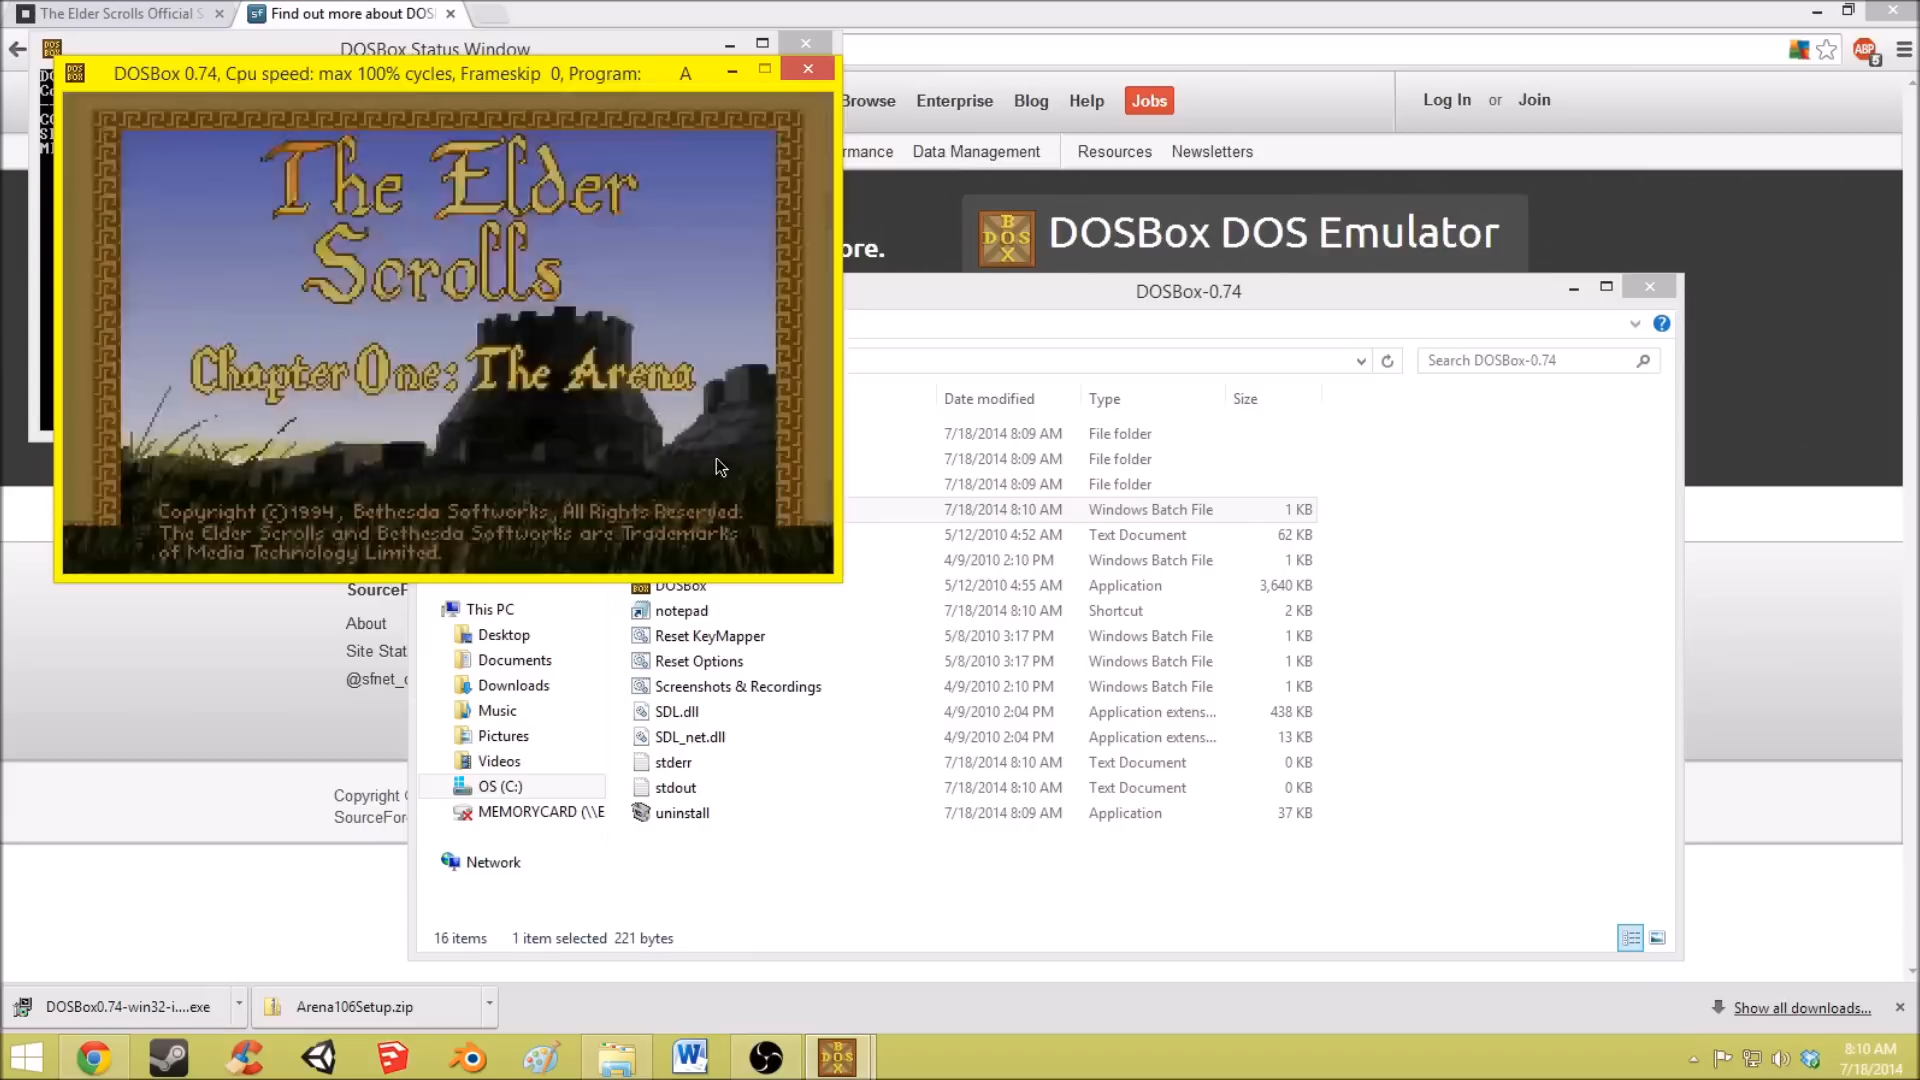 The Elder Scrolls Official S
Find out more about DOS
DOSBox Status Window
DOSBox 0.74, Cpu speed: max 100% cycles, Frameskip 0, Program: A
The Elder
Scrolls
Chapter One: The Arena
Copyright (c)1994, Bethesda Softworks, All Rights Reserved.
The Elder Scrolls and Bethesda Softworks are Trademarks
of Media Technology Limited.
ABP
5
Browse Enterprise Blog Help Jobs
Log In or Join
rmance Data Management Resources Newsletters
ore.
DOSBox DOS Emulator
DOSBox-0.74
Search DOSBox-0.74
Date modified Type Size
7/18/2014 8:09 AM File folder
7/18/2014 8:09 AM File folder
7/18/2014 8:09 AM File folder
7/18/2014 8:10 AM Windows Batch File 1 KB
5/12/2010 4:52 AM Text Document 62 KB
4/9/2010 2:10 PM Windows Batch File 1 KB
DOSBox 5/12/2010 4:55 AM Application 3,640 KB
notepad 7/18/2014 8:10 AM Shortcut 2 KB
Reset KeyMapper 5/8/2010 3:17 PM Windows Batch File 1 KB
Reset Options 5/8/2010 3:17 PM Windows Batch File 1 KB
Screenshots & Recordings 4/9/2010 2:10 PM Windows Batch File 1 KB
SDL.dll 4/9/2010 2:04 PM Application extens... 438 KB
SDL_net.dll 4/9/2010 2:04 PM Application extens... 13 KB
stderr 7/18/2014 8:10 AM Text Document 0 KB
stdout 7/18/2014 8:10 AM Text Document 0 KB
uninstall 7/18/2014 8:09 AM Application 37 KB
This PC
Desktop
Documents
Downloads
Music
Pictures
Videos
OS (C:)
MEMORYCARD (\\E
Network
16 items 1 item selected 221 bytes
SourceF
About
Site Stat
@sfnet_o
Copyright
SourceFor
DOSBox0.74-win32-i....exe
Arena106Setup.zip
Show all downloads...
8:10 AM
7/18/2014